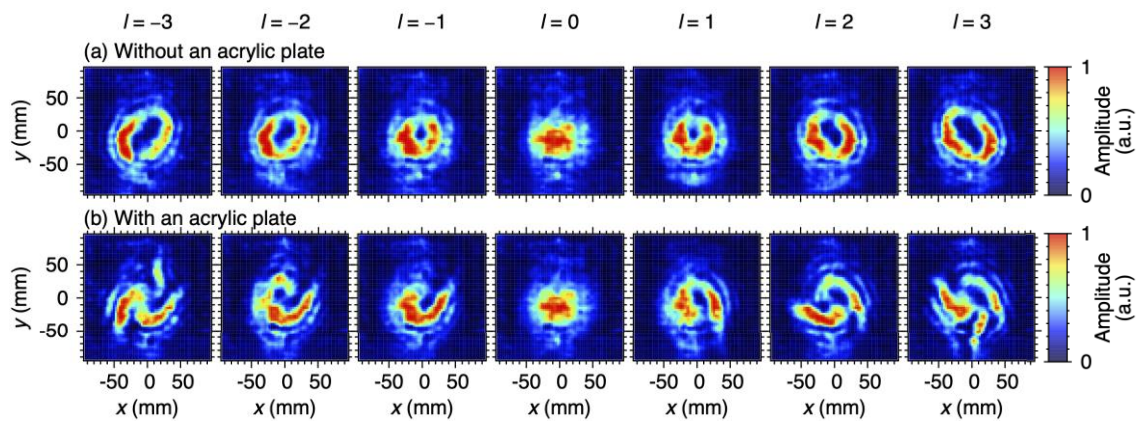 l = −3 l = −2 l = −1 l = 0 l = 1 l = 2 l = 3
(a) Without an acrylic plate
y (mm)
50
0
-50
1
0
Amplitude
(a.u.)
(b) With an acrylic plate
y (mm)
50
0
-50
1
0
Amplitude
(a.u.)
-50 0 50 -50 0 50 -50 0 50 -50 0 50 -50 0 50 -50 0 50 -50 0 50
x (mm) x (mm) x (mm) x (mm) x (mm) x (mm) x (mm)